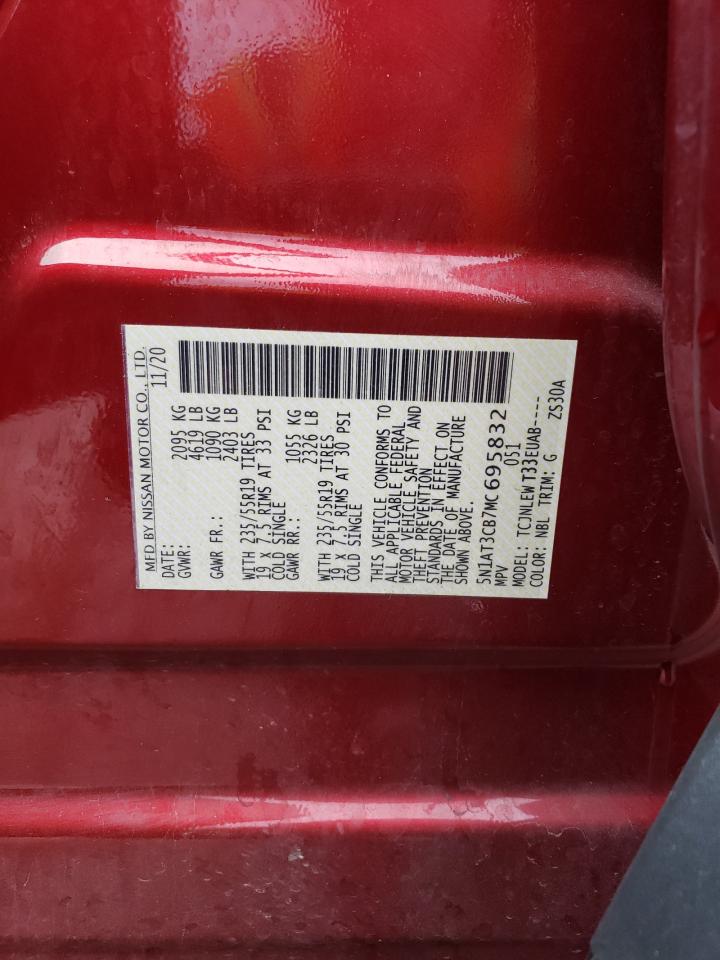 MFD BY NISSAN MOTOR CO., LTD.
DATE: 11/20
GVWR: 2095 KG
4619 LB
GAWR FR.: 1090 KG
2403 LB
WITH 235/55R19 TIRES
19 X 7.5 RIMS AT 33 PSI
COLD SINGLE
GAWR RR.: 1055 KG
2326 LB
WITH 235/55R19 TIRES
19 X 7.5 RIMS AT 30 PSI
COLD SINGLE
THIS VEHICLE CONFORMS TO
ALL APPLICABLE FEDERAL
MOTOR VEHICLE SAFETY AND
THEFT PREVENTION
STANDARDS IN EFFECT ON
THE DATE OF MANUFACTURE
SHOWN ABOVE.
5N1AT3CB7MC695832
MPV 051
MODEL: TCJNLEWT33EUAB-----
COLOR: NBL TRIM: G ZS30A